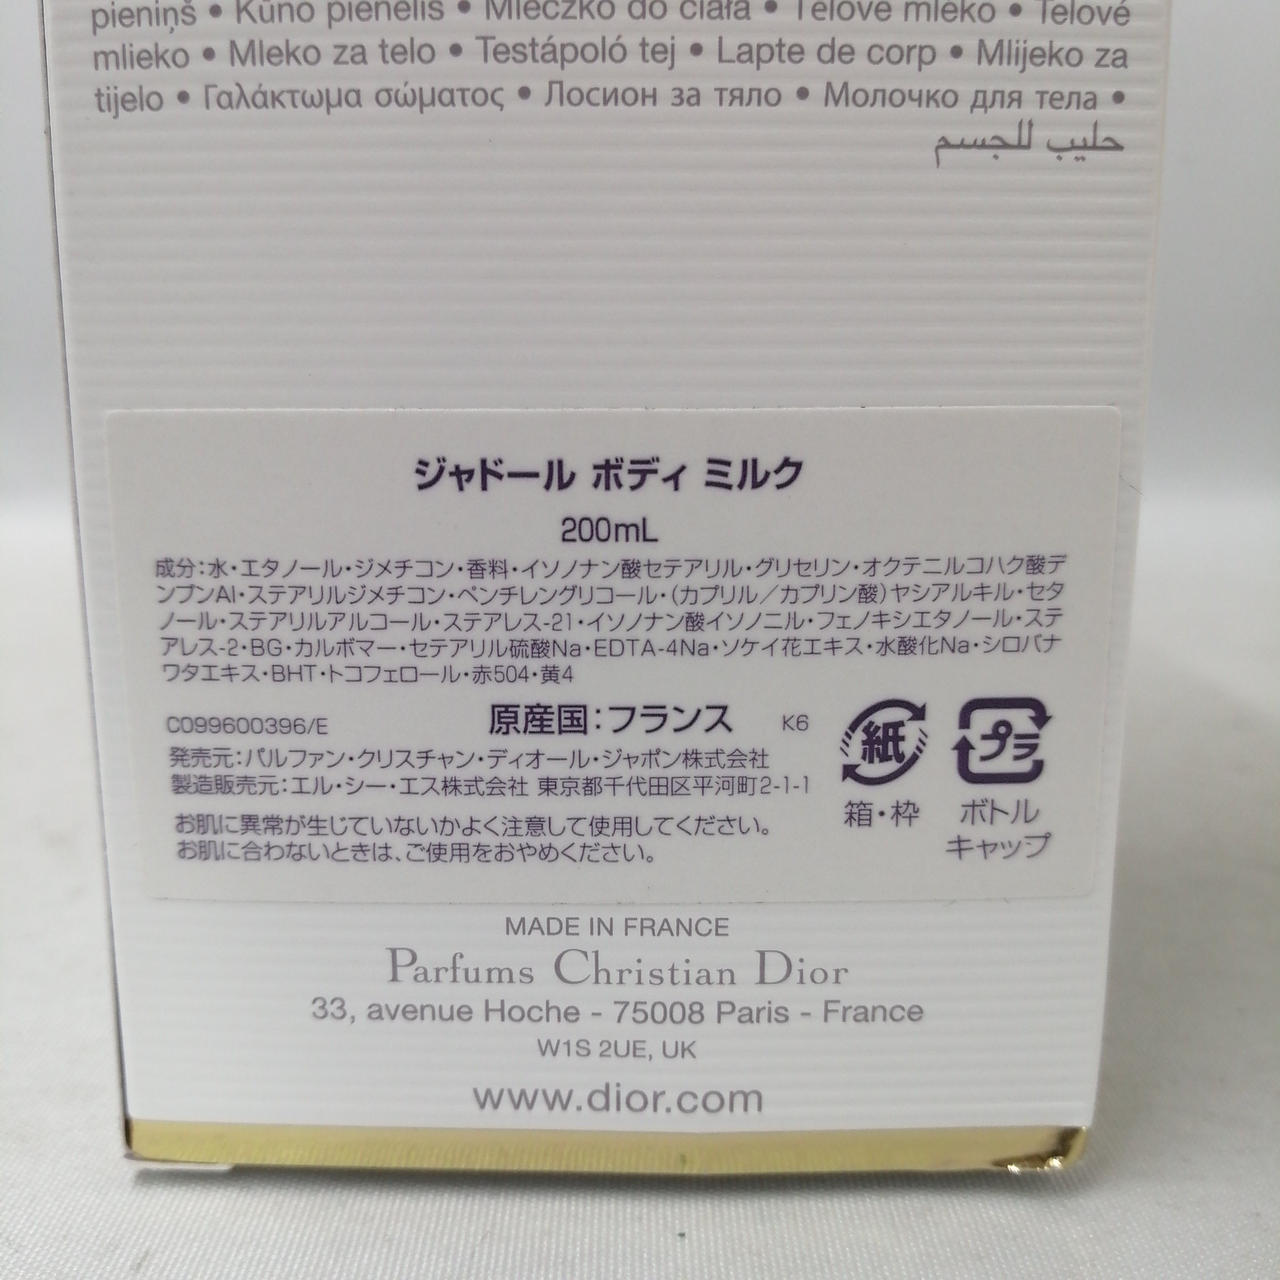 pieniņš • Kūno pienelis • Mleczko do ciała • Tělové mléko • Telové
mlieko • Mleko za telo • Testápoló tej • Lapte de corp • Mlijeko za
tijelo • Γαλάκτωμα σώματος • Лосион за тяло • Молочко для тела •
حليب للجسم
ジャドール ボディ ミルク
200mL
成分:水・エタノール・ジメチコン・香料・イソノナン酸セテアリル・グリセリン・オクテニルコハク酸デ
ンプンAl・ステアリルジメチコン・ペンチレングリコール・(カプリル／カプリン酸)ヤシアルキル・セタ
ノール・ステアリルアルコール・ステアレス-21・イソノナン酸イソノニル・フェノキシエタノール・ステ
アレス-2・BG・カルボマー・セテアリル硫酸Na・EDTA-4Na・ソケイ花エキス・水酸化Na・シロバナ
ワタエキス・BHT・トコフェロール・赤504・黄4
C099600396/E 原産国:フランス K6
発売元:パルファン・クリスチャン・ディオール・ジャポン株式会社
製造販売元:エル・シー・エス株式会社 東京都千代田区平河町2-1-1
お肌に異常が生じていないかよく注意して使用してください。
お肌に合わないときは、ご使用をおやめください。
紙 プラ
箱・枠 ボトル
キャップ
MADE IN FRANCE
Parfums Christian Dior
33, avenue Hoche - 75008 Paris - France
W1S 2UE, UK
www.dior.com